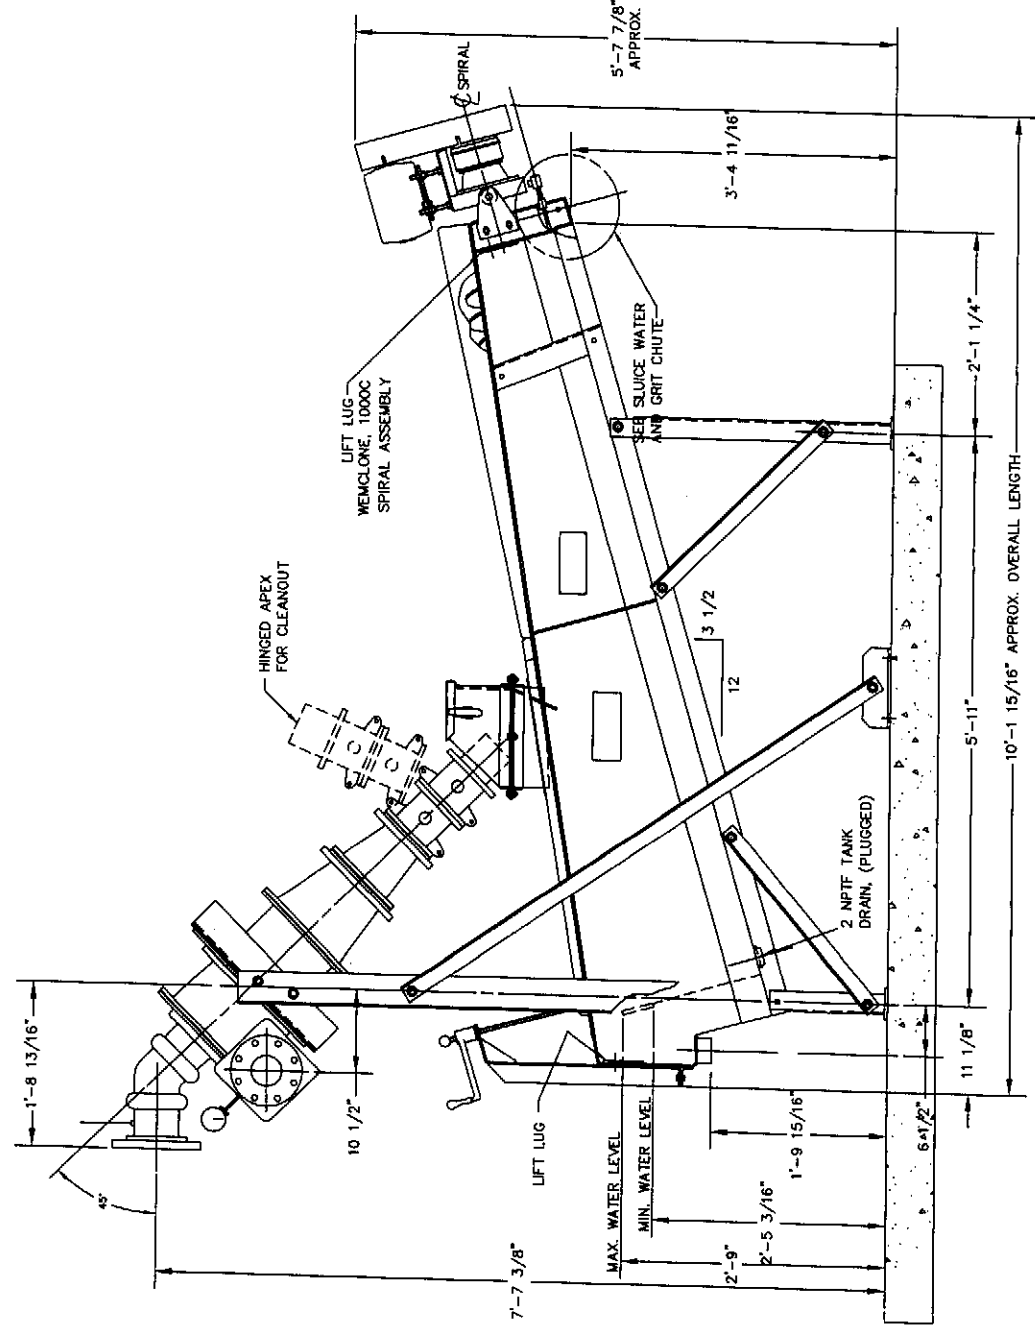 5'-7 7/8"
APPROX.
℄ SPIRAL
3'-4 11/16"
LIFT LUG
WEMCLONE, 1000C
SPIRAL ASSEMBLY
SEE SLUICE WATER
AND GRIT CHUTE
2'-1 1/4"
HINGED APEX
FOR CLEANOUT
3 1/2
12
5'-11"
10'-1 15/16" APPROX. OVERALL LENGTH
2 NPTF TANK
DRAIN, (PLUGGED)
1'-8 13/16"
10 1/2"
45°
LIFT LUG
MAX. WATER LEVEL
MIN. WATER LEVEL
11 1/8"
6 1/2"
1'-9 15/16"
2'-5 3/16"
2'-9"
7'-7 3/8"